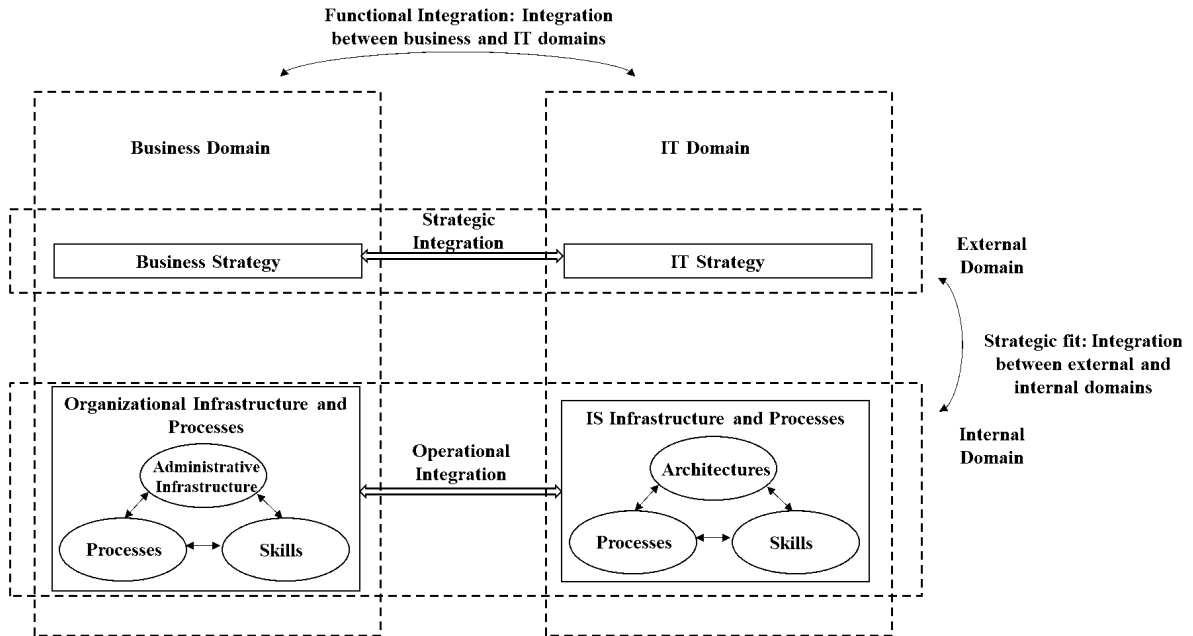 Functional Integration: Integration
between business and IT domains
Business Domain
IT Domain
Strategic
Integration
Business Strategy
IT Strategy
External
Domain
Strategic fit: Integration
between external and
internal domains
Organizational Infrastructure and
Processes
Administrative
Infrastructure
Processes
Skills
Operational
Integration
IS Infrastructure and Processes
Architectures
Processes
Skills
Internal
Domain